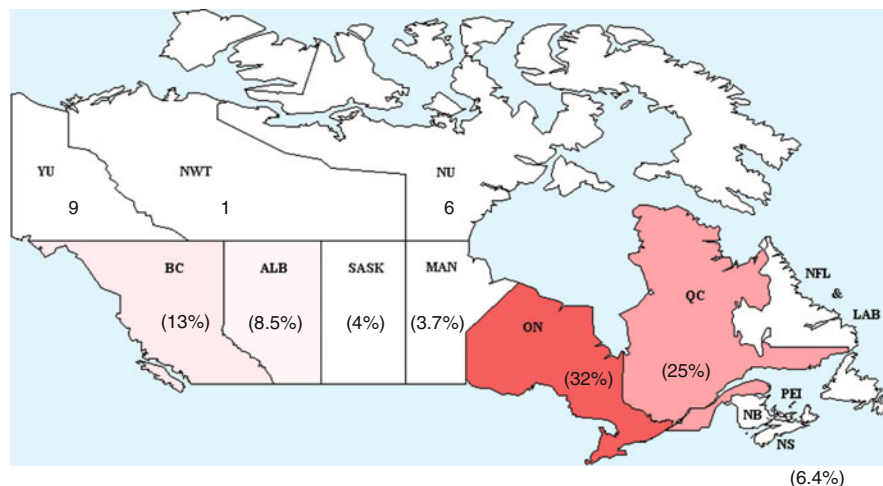 YU
NWT
NU
9
1
6
BC
ALB
SASK
MAN
(13%)
(8.5%)
(4%)
(3.7%)
ON
(32%)
QC
(25%)
NFL
&
LAB
PEI
NB
NS
(6.4%)